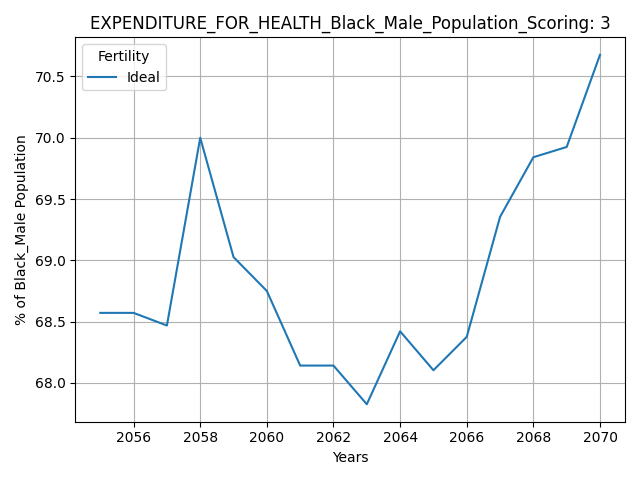 EXPENDITURE_FOR_HEALTH_Black_Male_Population_Scoring: 3
Fertility
Ideal
70.5
70.0
69.5
69.0
68.5
68.0
% of Black_Male Population
2056 2058 2060 2062 2064 2066 2068 2070
Years